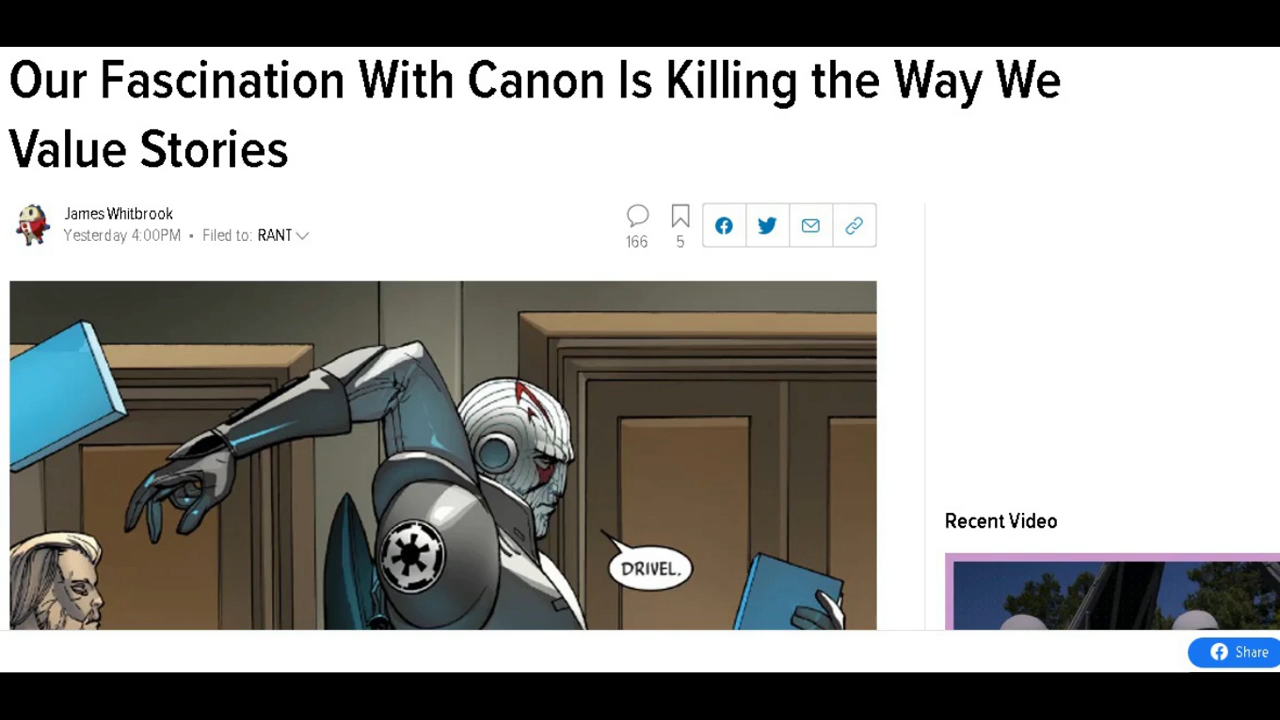 Our Fascination With Canon Is Killing the Way We
Value Stories
James Whitbrook
Yesterday 4:00PM • Filed to: RANT
166
5
DRIVEL.
Recent Video
Share